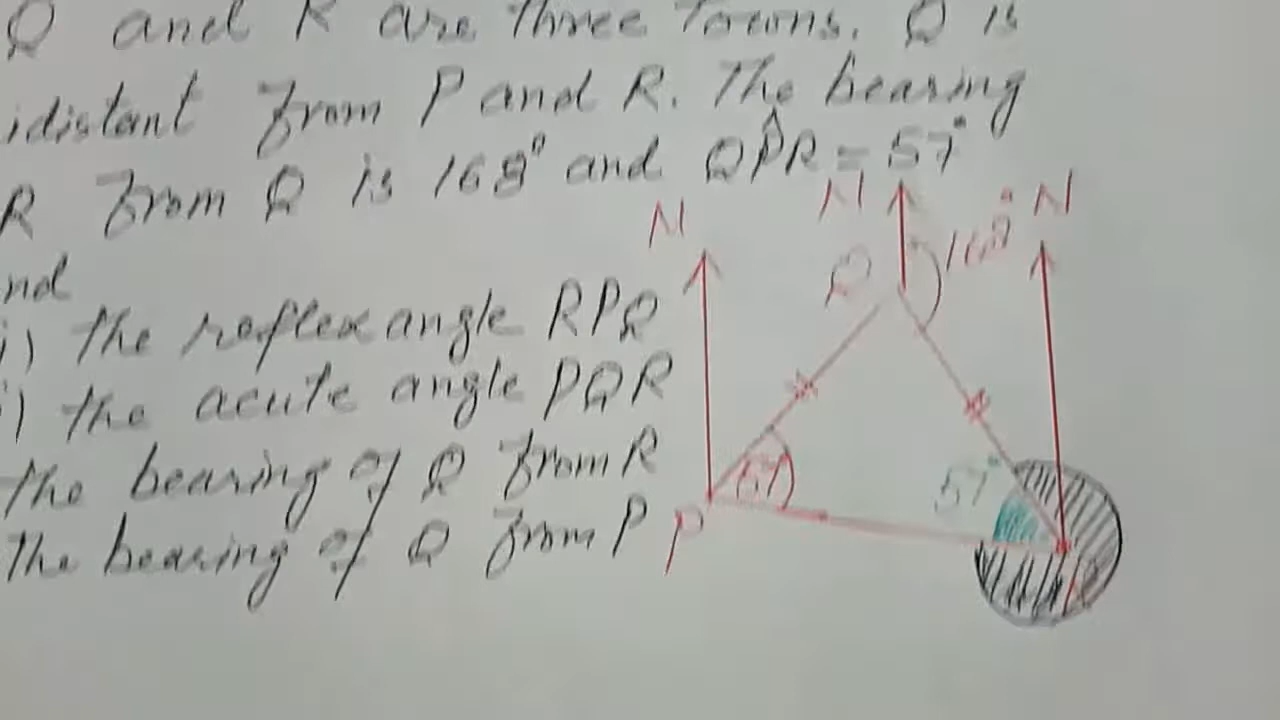 Q and R are three Towns. Q is
idistant from P and R. The bearing
R from Q is 168° and QP̂R = 57°
nd
i) the reflex angle RPQ
i) the acute angle PQR
the bearing of Q from R
The bearing of Q from P
N
N
N
Q
168°
57
57°
P
R